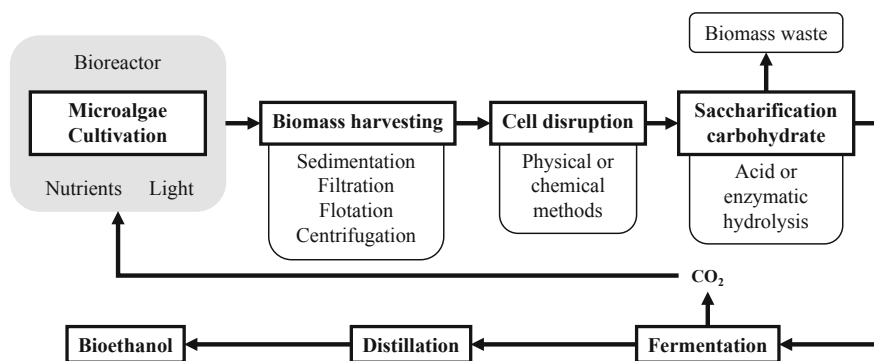 Biomass waste
Bioreactor
Microalgae
Cultivation
Nutrients Light
Biomass harvesting
Sedimentation
Filtration
Flotation
Centrifugation
Cell disruption
Physical or
chemical
methods
Saccharification
carbohydrate
Acid or
enzymatic
hydrolysis
CO₂
Bioethanol
Distillation
Fermentation